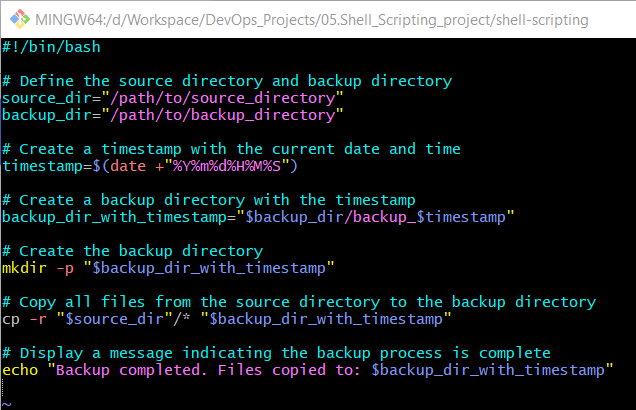 MINGW64:/d/Workspace/DevOps_Projects/05.Shell_Scripting_project/shell-scripting
#!/bin/bash
# Define the source directory and backup directory
source_dir="/path/to/source_directory"
backup_dir="/path/to/backup_directory"
# Create a timestamp with the current date and time
timestamp=$(date +"%Y%m%d%H%M%S")
# Create a backup directory with the timestamp
backup_dir_with_timestamp="$backup_dir/backup_$timestamp"
# Create the backup directory
mkdir -p "$backup_dir_with_timestamp"
# Copy all files from the source directory to the backup directory
cp -r "$source_dir"/* "$backup_dir_with_timestamp"
# Display a message indicating the backup process is complete
echo "Backup completed. Files copied to: $backup_dir_with_timestamp"
~